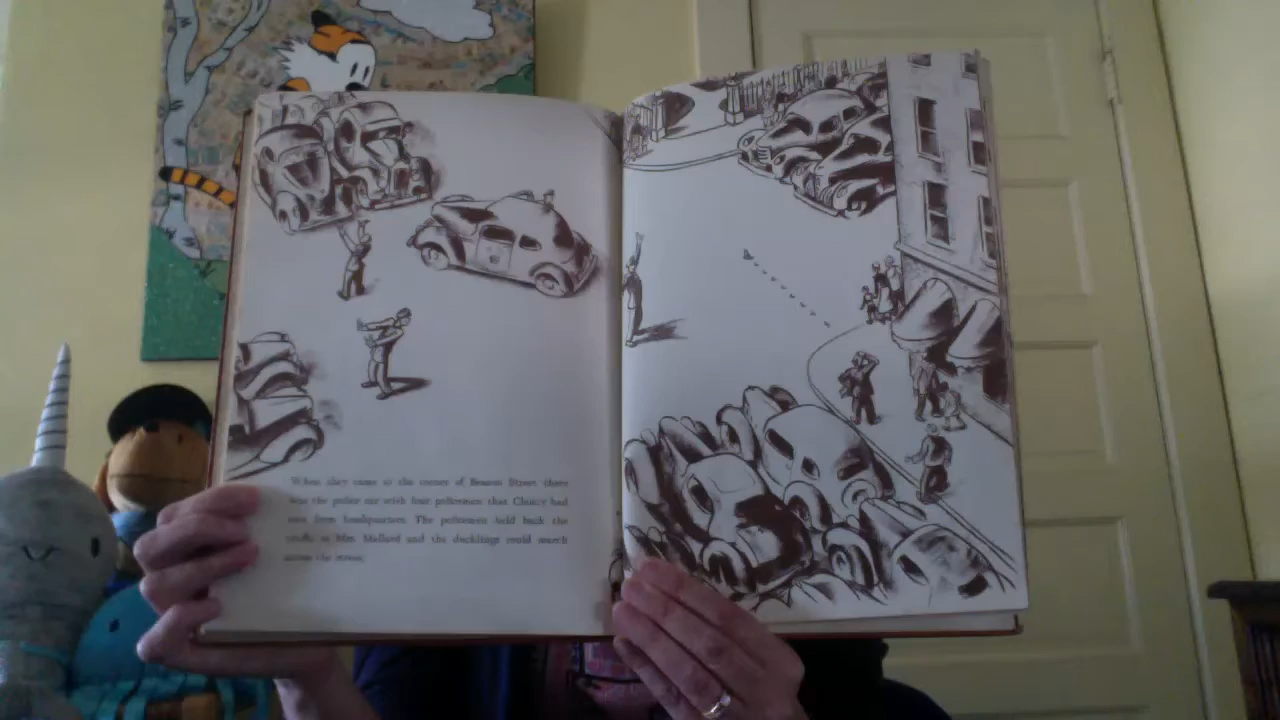 When they came to the corner of Beacon Street there
was the police car with four policemen that Clancy had
sent from headquarters. The policemen held back the
traffic so Mrs. Mallard and the ducklings could march
across the street,